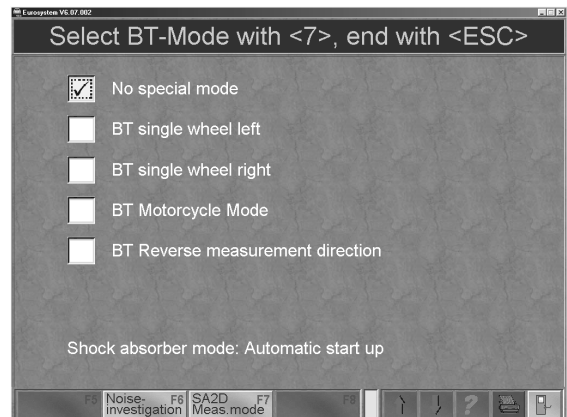 Eurosystem V6.07.002
Select BT-Mode with <7>, end with <ESC>
No special mode
BT single wheel left
BT single wheel right
BT Motorcycle Mode
BT Reverse measurement direction
Shock absorber mode: Automatic start up
F5 Noise- F6 SA2D F7 F8
investigation Meas.mode
?